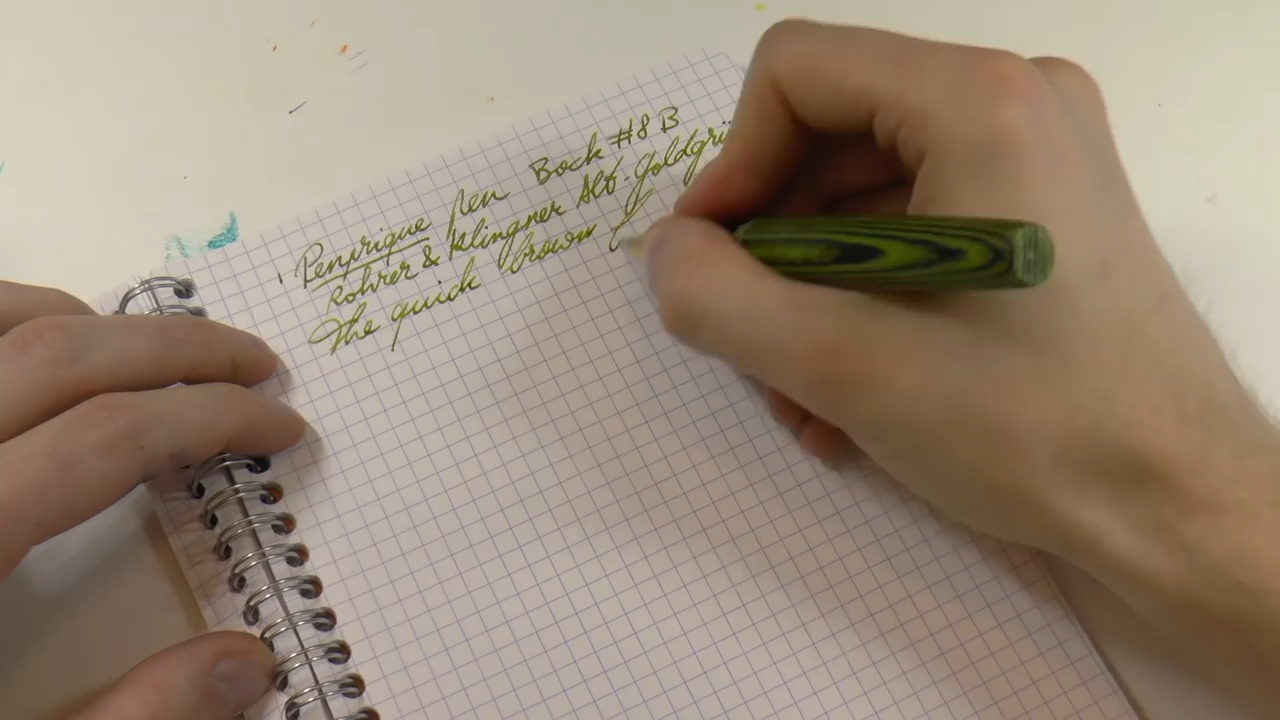 Penrique Pen Bock #8 B
Rohrer & Klingner Alt-Goldgrü
The quick brown f